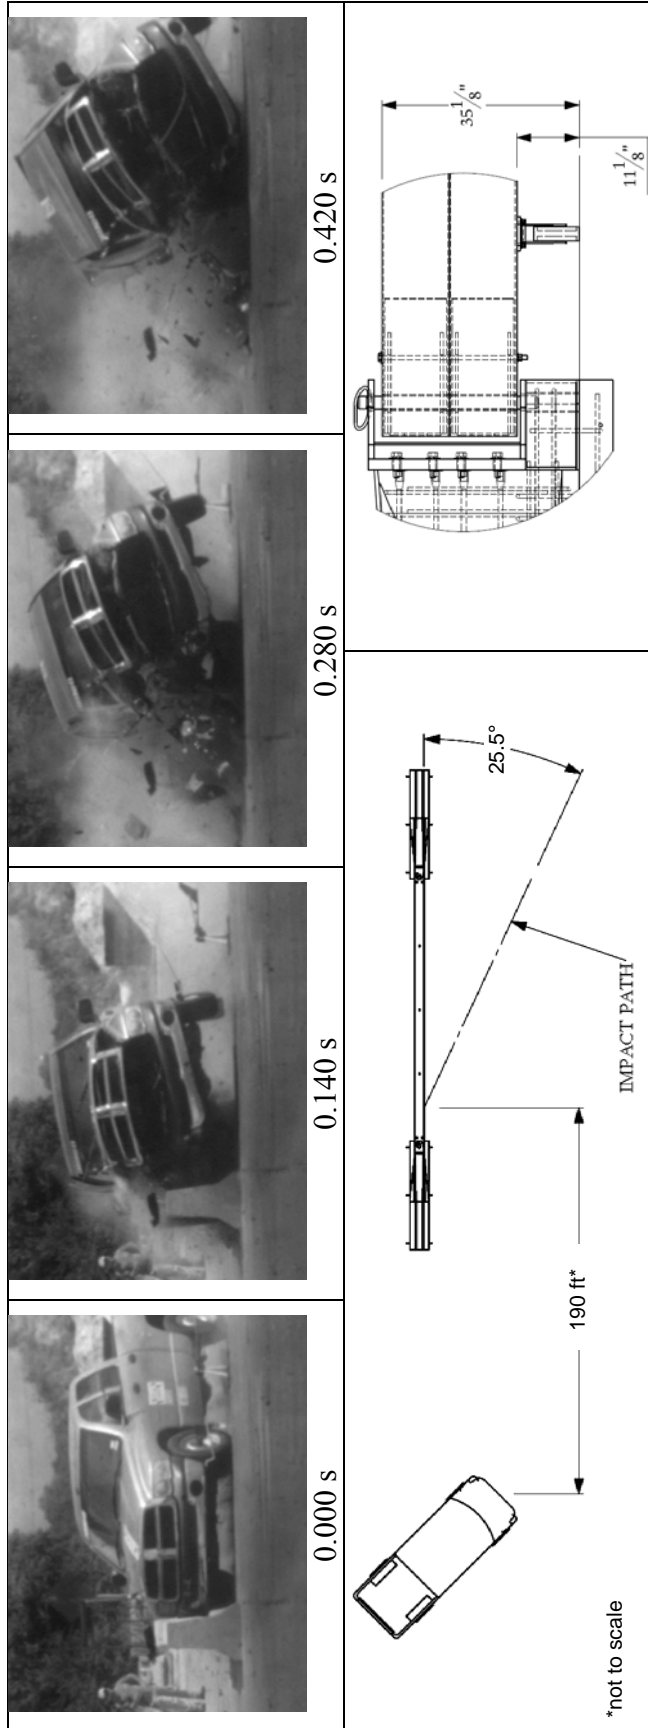 0.000 s
0.140 s
0.280 s
0.420 s
190 ft*
IMPACT PATH
25.5°
*not to scale
35 1/8"
11 1/8"